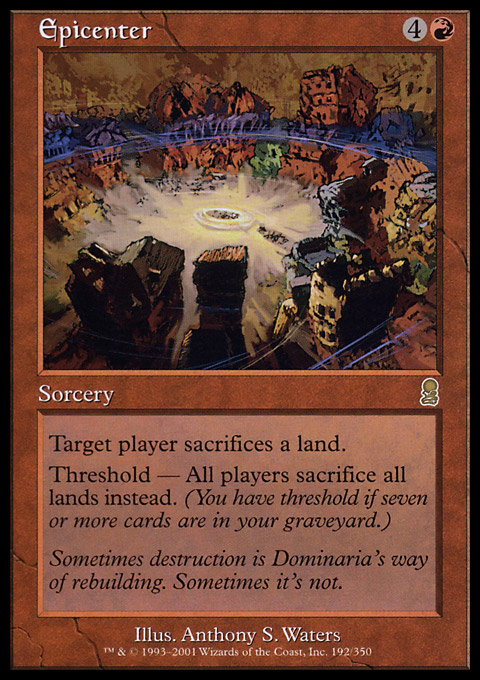 Epicenter 4
Sorcery
Target player sacrifices a land.
Threshold — All players sacrifice all
lands instead. (You have threshold if seven
or more cards are in your graveyard.)
Sometimes destruction is Dominaria's way
of rebuilding. Sometimes it's not.
Illus. Anthony S. Waters
™ & © 1993–2001 Wizards of the Coast, Inc. 192/350